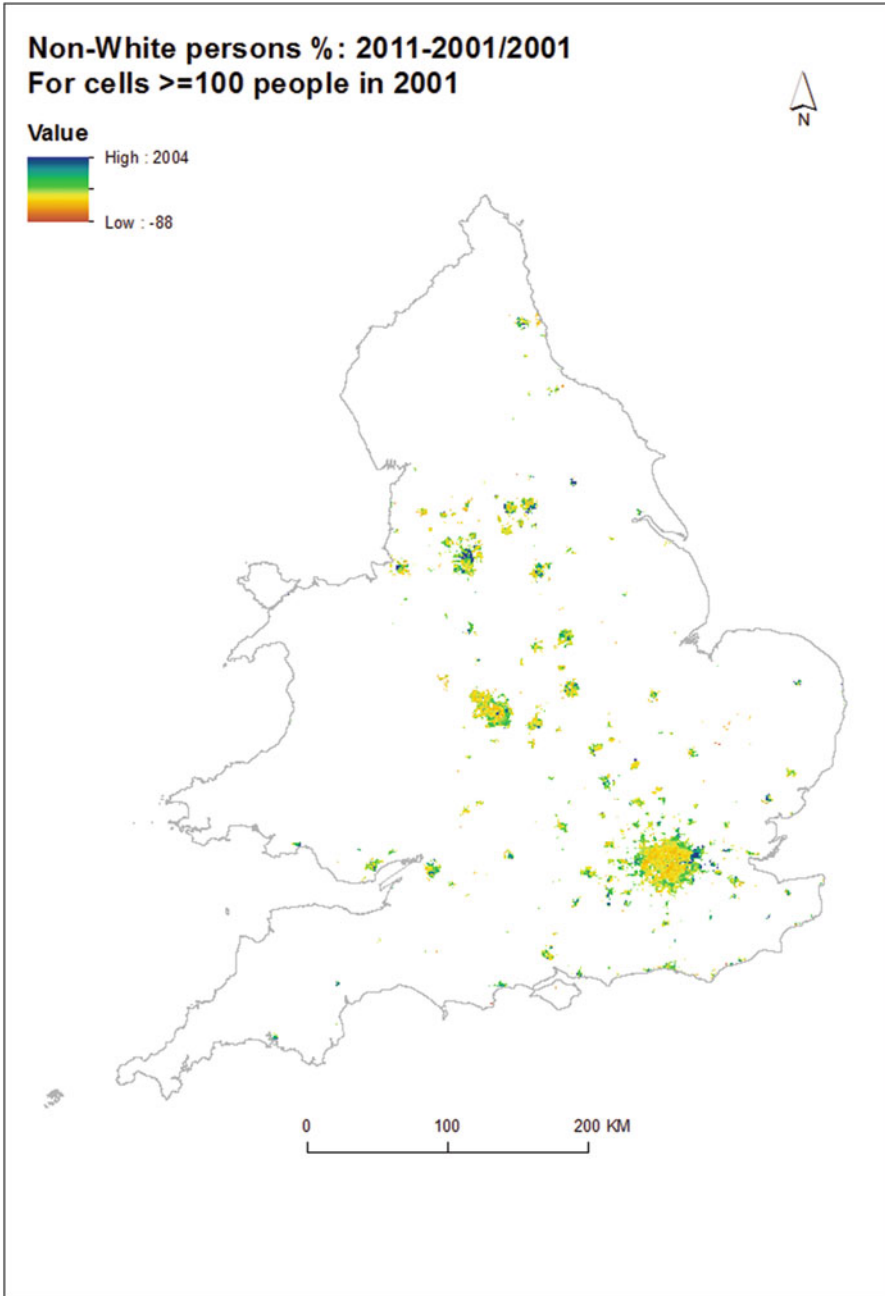 Non-White persons %: 2011-2001/2001
For cells >=100 people in 2001
N
Value
High : 2004
Low : -88
0 100 200 KM